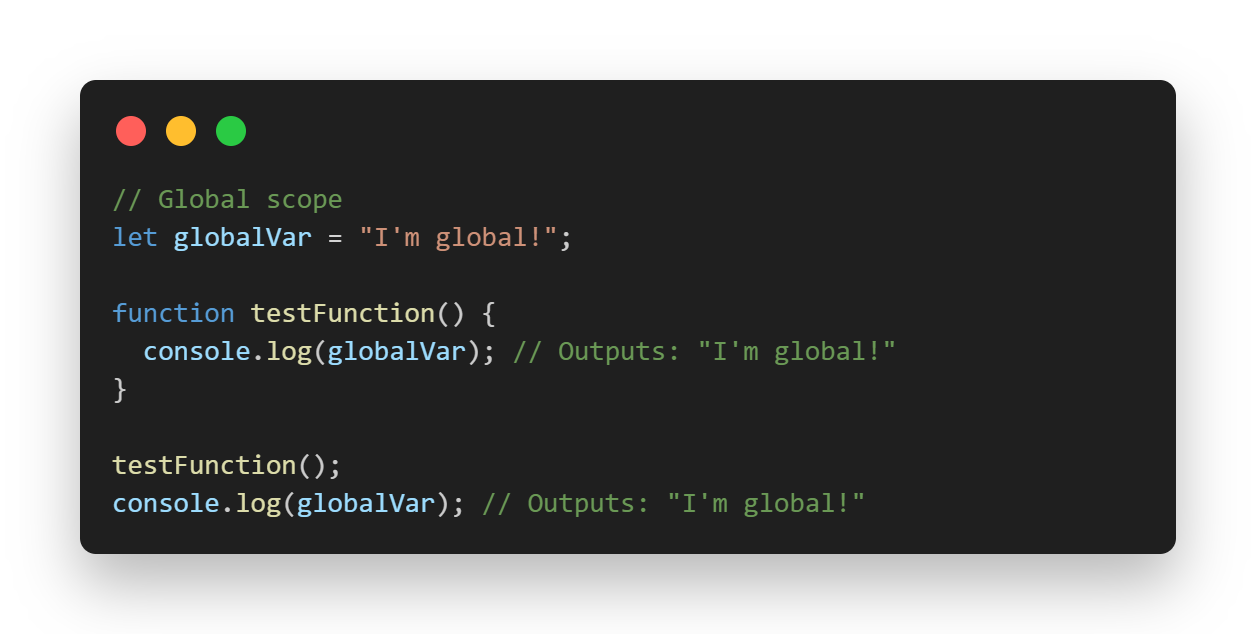 // Global scope
let globalVar = "I'm global!";

function testFunction() {
  console.log(globalVar); // Outputs: "I'm global!"
}

testFunction();
console.log(globalVar); // Outputs: "I'm global!"